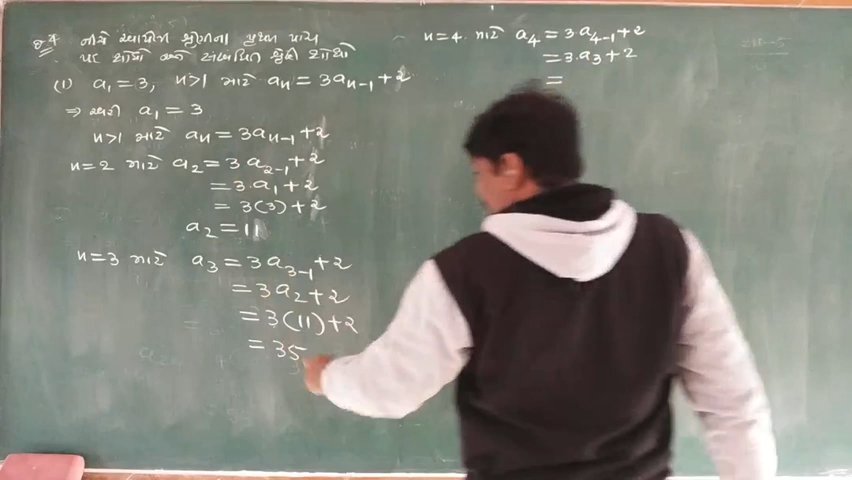 નીચે આપેલ શ્રેણીના પ્રથમ પાંચ
પદ શોધો અને સંબંધિત શ્રેઢી શોધો
(1) a₁ = 3, n>1 માટે aₙ = 3aₙ₋₁ + 2
⇒ અહીં a₁ = 3
n>1 માટે aₙ = 3aₙ₋₁ + 2
n=2 માટે a₂ = 3 a₂₋₁ + 2
= 3·a₁ + 2
= 3(3) + 2
a₂ = 11
n=3 માટે a₃ = 3a₃₋₁ + 2
= 3a₂ + 2
= 3(11) + 2
= 35
n=4 માટે a₄ = 3a₄₋₁ + 2
= 3·a₃ + 2
=